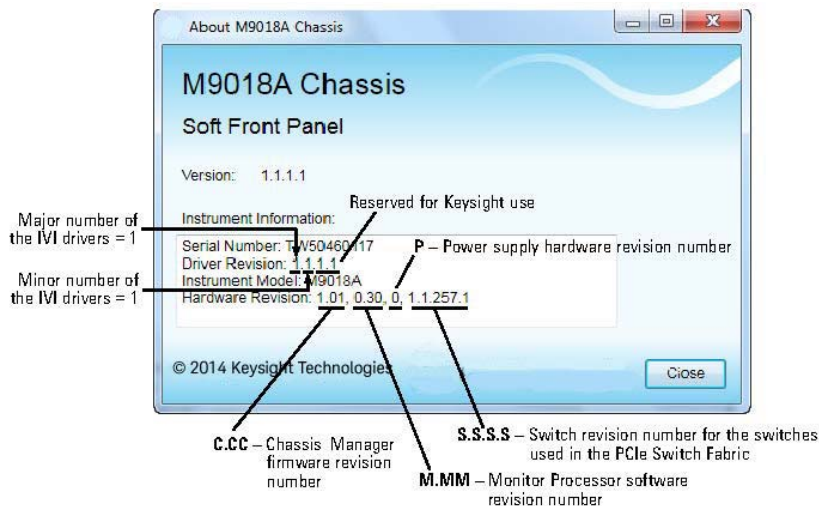 About M9018A Chassis
M9018A Chassis
Soft Front Panel
Version: 1.1.1.1
Reserved for Keysight use
Major number of
the IVI drivers = 1
Instrument Information:
P – Power supply hardware revision number
Serial Number: TW50460117
Driver Revision: 1.1.1.1
Minor number of
the IVI drivers = 1
Instrument Model: M9018A
Hardware Revision: 1.01, 0.30, 0, 1.1.257.1
© 2014 Keysight Technologies
Close
C.CC – Chassis Manager
firmware revision
number
S.S.S.S – Switch revision number for the switches
used in the PCIe Switch Fabric
M.MM – Monitor Processor software
revision number